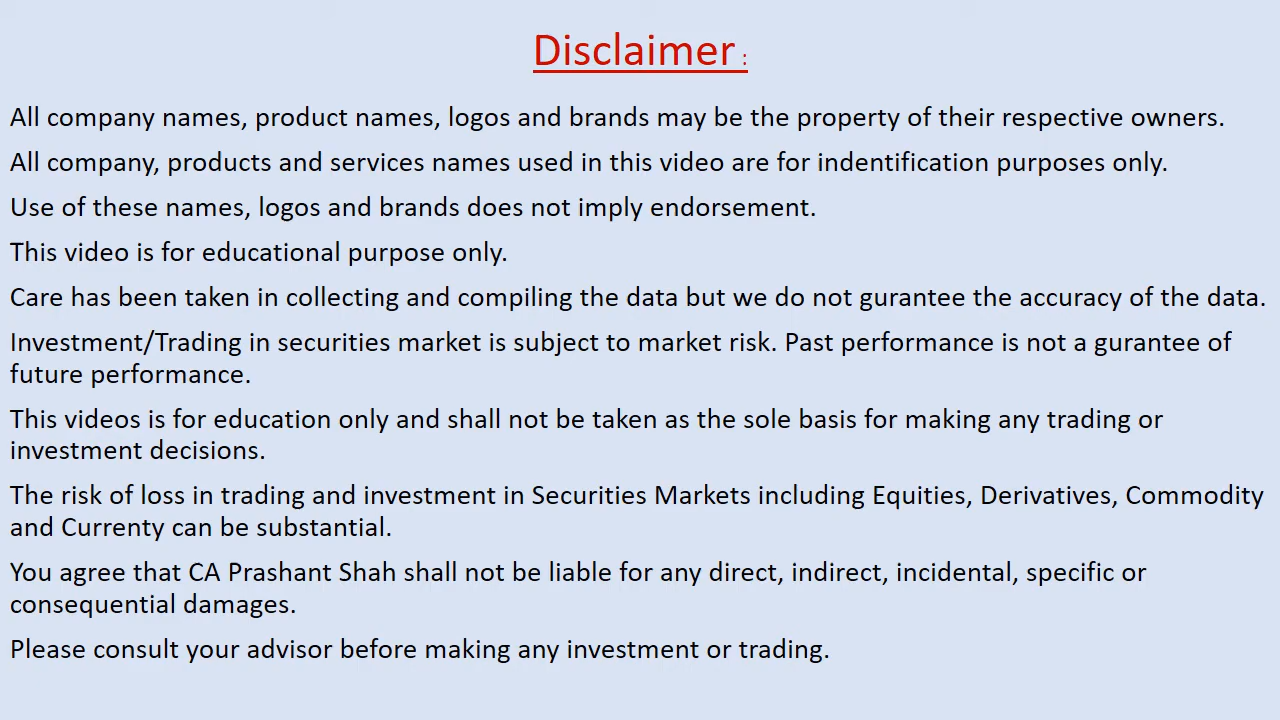 Disclaimer :
All company names, product names, logos and brands may be the property of their respective owners.
All company, products and services names used in this video are for indentification purposes only.
Use of these names, logos and brands does not imply endorsement.
This video is for educational purpose only.
Care has been taken in collecting and compiling the data but we do not gurantee the accuracy of the data.
Investment/Trading in securities market is subject to market risk. Past performance is not a gurantee of
future performance.
This videos is for education only and shall not be taken as the sole basis for making any trading or
investment decisions.
The risk of loss in trading and investment in Securities Markets including Equities, Derivatives, Commodity
and Currenty can be substantial.
You agree that CA Prashant Shah shall not be liable for any direct, indirect, incidental, specific or
consequential damages.
Please consult your advisor before making any investment or trading.